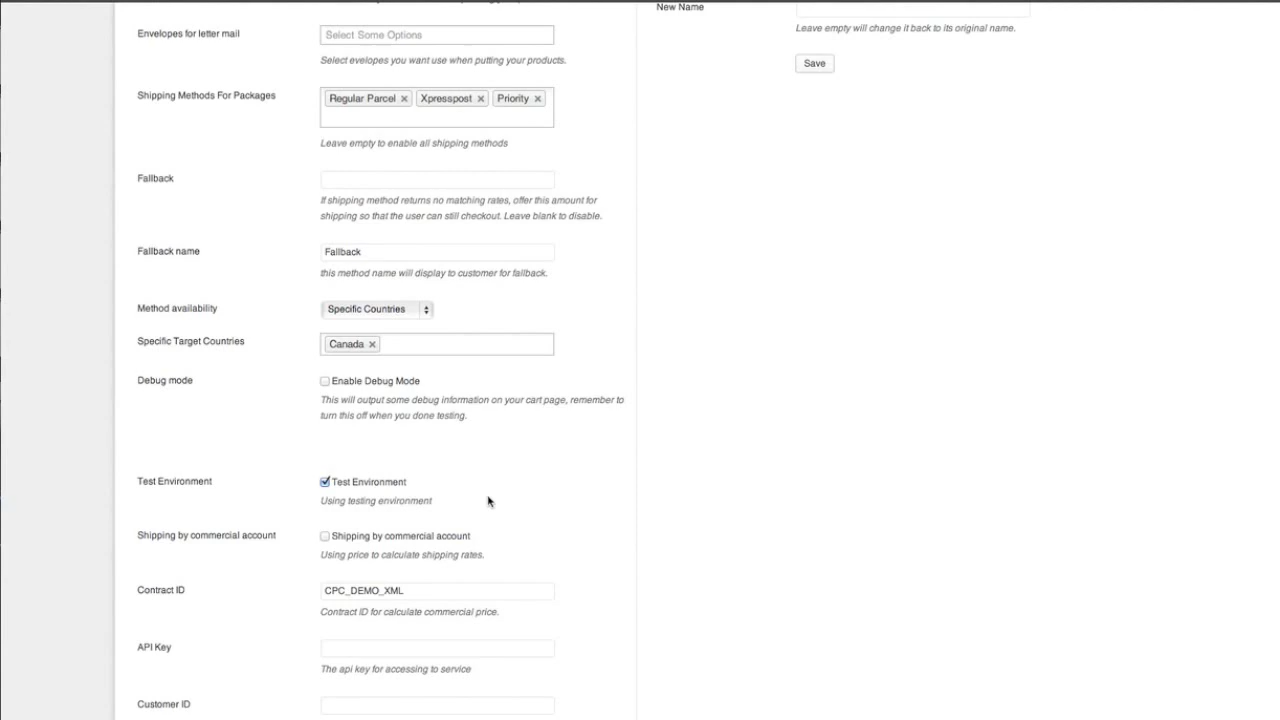 Envelopes for letter mail
Select Some Options
Select evelopes you want use when putting your products.
Shipping Methods For Packages
Regular Parcel × Xpresspost × Priority ×
Leave empty to enable all shipping methods
Fallback
If shipping method returns no matching rates, offer this amount for
shipping so that the user can still checkout. Leave blank to disable.
Fallback name
Fallback
this method name will display to customer for fallback.
Method availability
Specific Countries
Specific Target Countries
Canada ×
Debug mode
Enable Debug Mode
This will output some debug information on your cart page, remember to
turn this off when you done testing.
Test Environment
Test Environment
Using testing environment
Shipping by commercial account
Shipping by commercial account
Using price to calculate shipping rates.
Contract ID
CPC_DEMO_XML
Contract ID for calculate commercial price.
API Key
The api key for accessing to service
Customer ID
New Name
Leave empty will change it back to its original name.
Save